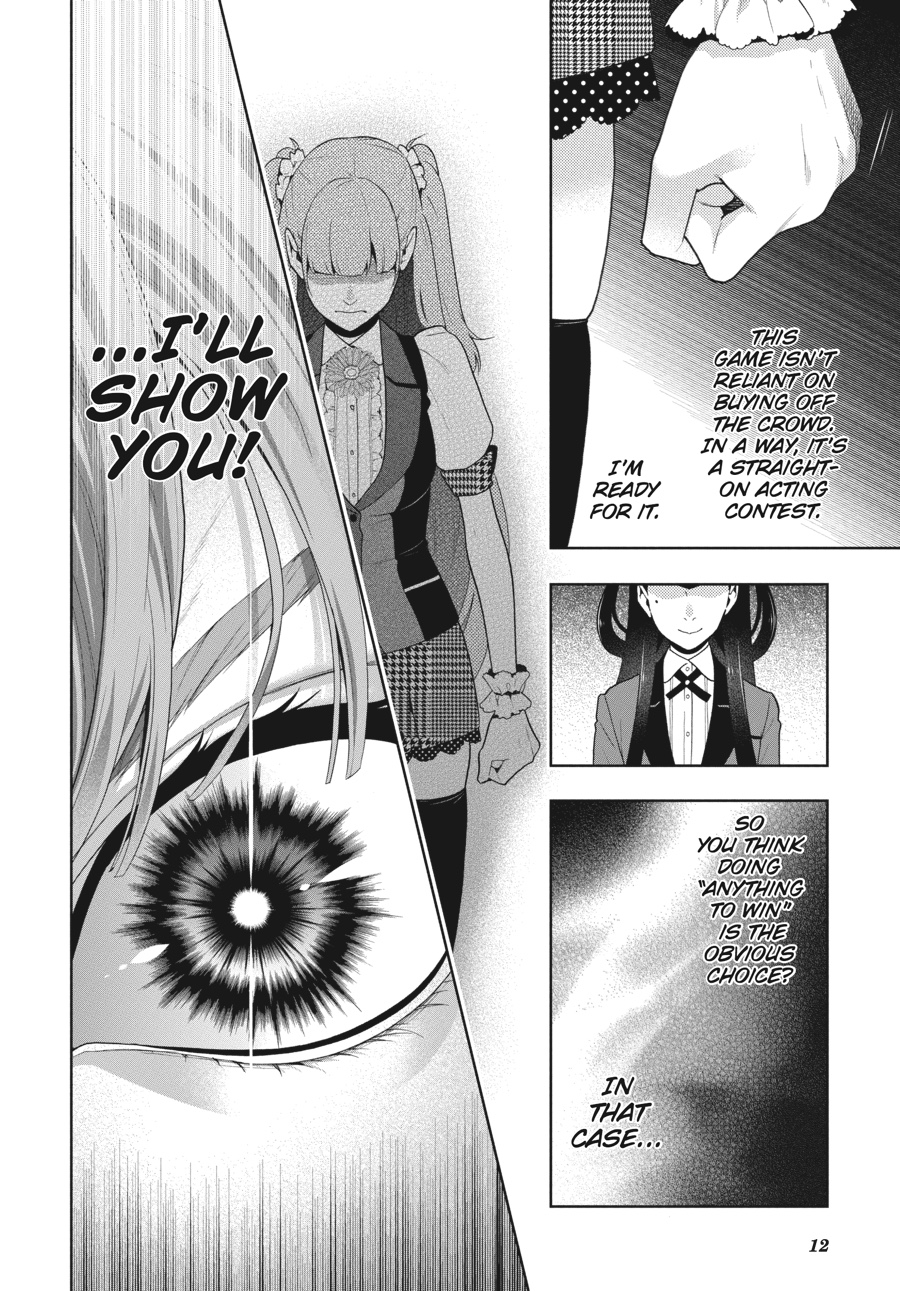 THIS
GAME ISN'T
RELIANT ON
BUYING OFF
THE CROWD.
IN A WAY, IT'S
A STRAIGHT-
ON ACTING
CONTEST.
I'M
READY
FOR IT.
SO
YOU THINK
DOING
"ANYTHING
TO WIN"
IS THE
OBVIOUS
CHOICE?
IN
THAT
CASE...
...I'LL
SHOW
YOU!
12